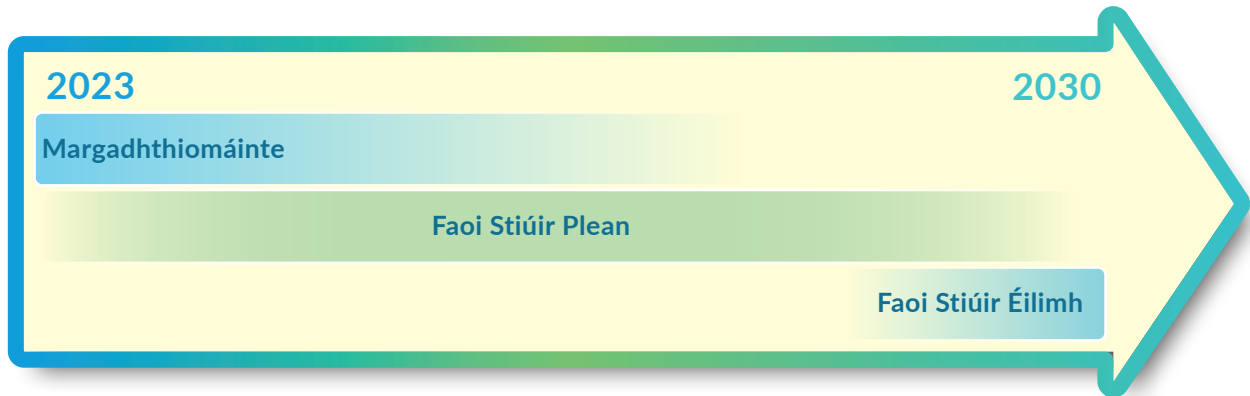 2023
2030
Margadhthiomáinte
Faoi Stiúir Plean
Faoi Stiúir Éilimh